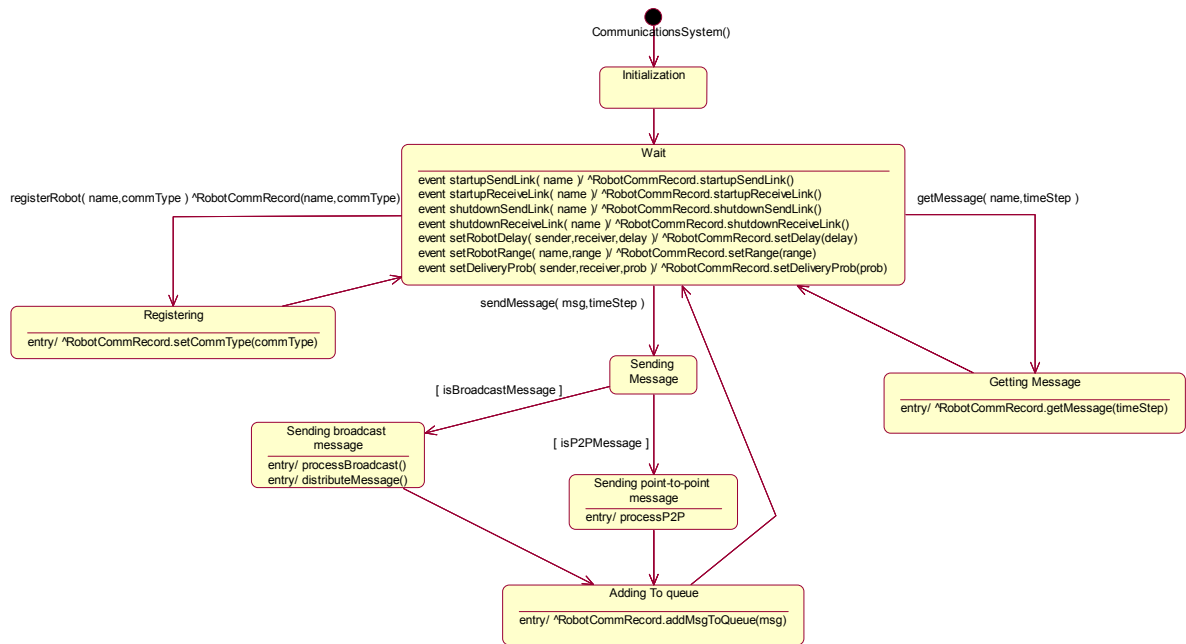 CommunicationsSystem()
Initialization
Wait
event startupSendLink( name )/ ^RobotCommRecord.startupSendLink()
event startupReceiveLink( name )/ ^RobotCommRecord.startupReceiveLink()
event shutdownSendLink( name )/ ^RobotCommRecord.shutdownSendLink()
event shutdownReceiveLink( name )/ ^RobotCommRecord.shutdownReceiveLink()
event setRobotDelay( sender,receiver,delay )/ ^RobotCommRecord.setDelay(delay)
event setRobotRange( name,range )/ ^RobotCommRecord.setRange(range)
event setDeliveryProb( sender,receiver,prob )/ ^RobotCommRecord.setDeliveryProb(prob)
registerRobot( name,commType ) ^RobotCommRecord(name,commType)
getMessage( name,timeStep )
sendMessage( msg,timeStep )
Registering
entry/ ^RobotCommRecord.setCommType(commType)
Sending
Message
Getting Message
entry/ ^RobotCommRecord.getMessage(timeStep)
[ isBroadcastMessage ]
[ isP2PMessage ]
Sending broadcast
message
entry/ processBroadcast()
entry/ distributeMessage()
Sending point-to-point
message
entry/ processP2P
Adding To queue
entry/ ^RobotCommRecord.addMsgToQueue(msg)